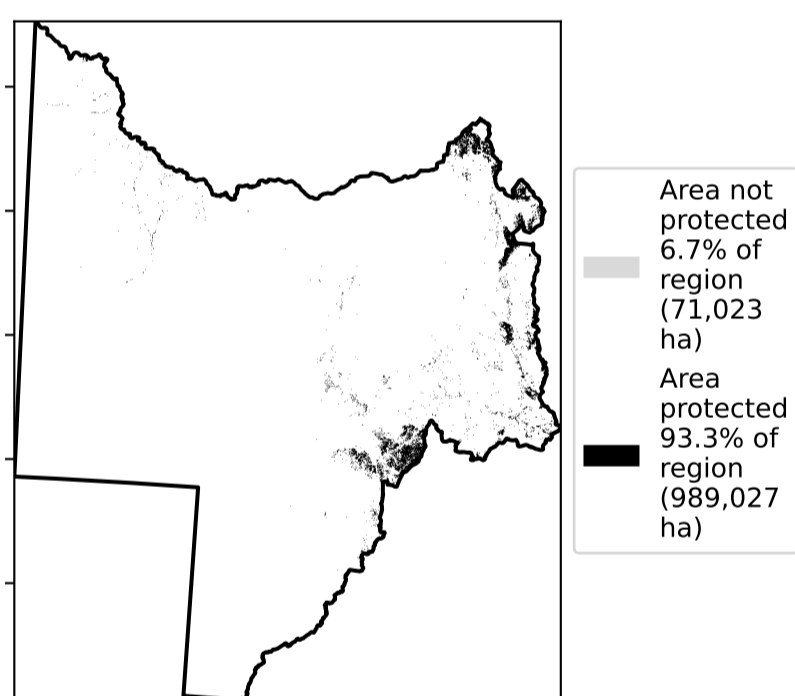 Area not
protected
6.7% of
region
(71,023
ha)
Area
protected
93.3% of
region
(989,027
ha)